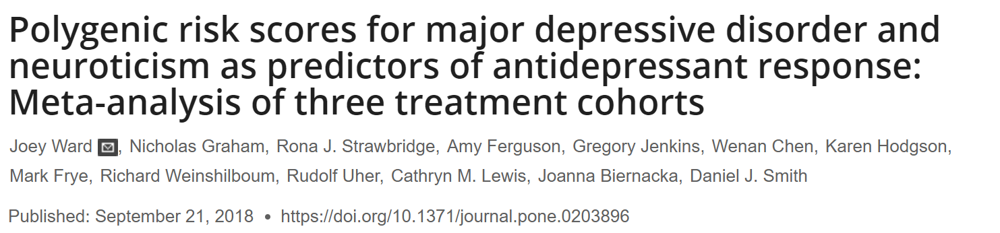 Polygenic risk scores for major depressive disorder and
neuroticism as predictors of antidepressant response:
Meta-analysis of three treatment cohorts
Joey Ward , Nicholas Graham, Rona J. Strawbridge, Amy Ferguson, Gregory Jenkins, Wenan Chen, Karen Hodgson,
Mark Frye, Richard Weinshilboum, Rudolf Uher, Cathryn M. Lewis, Joanna Biernacka, Daniel J. Smith
Published: September 21, 2018 • https://doi.org/10.1371/journal.pone.0203896